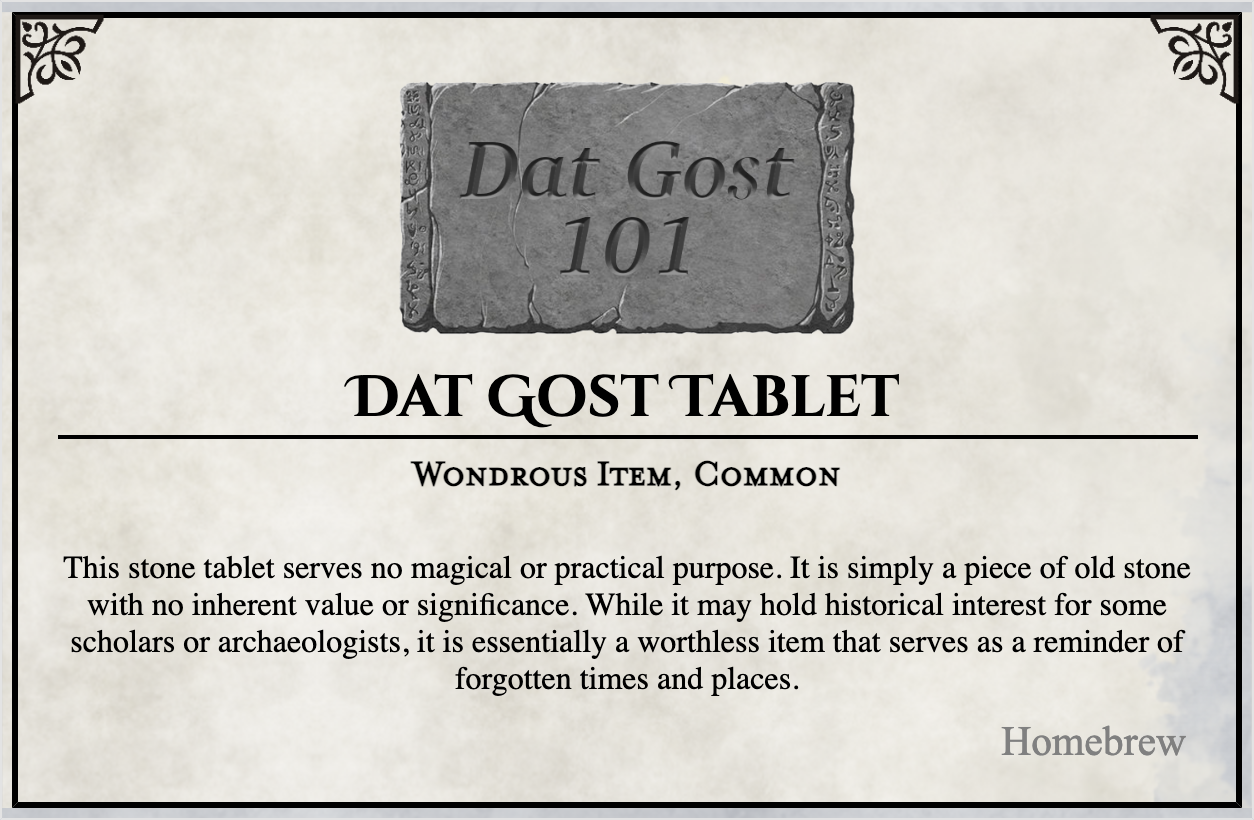 Dat Gost
101
Dat Gost Tablet
Wondrous Item, Common
This stone tablet serves no magical or practical purpose. It is simply a piece of old stone
with no inherent value or significance. While it may hold historical interest for some
scholars or archaeologists, it is essentially a worthless item that serves as a reminder of
forgotten times and places.
Homebrew